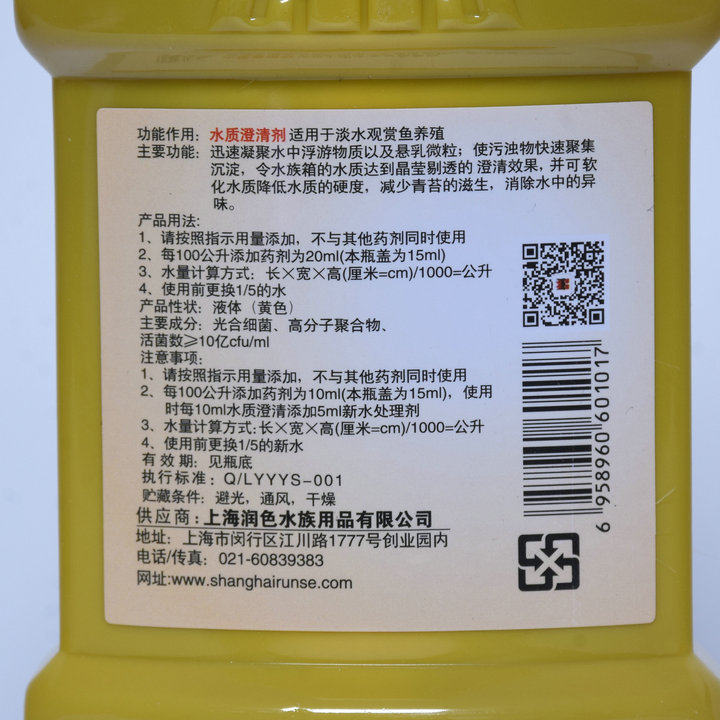 功能作用：水质澄清剂 适用于淡水观赏鱼养殖
主要功能：迅速凝聚水中浮游物质以及悬乳微粒；使污浊物快速聚集
沉淀，令水族箱的水质达到晶莹剔透的 澄清效果，并可软
化水质降低水质的硬度，减少青苔的滋生，消除水中的异
味。
产品用法：
1、请按照指示用量添加，不与其他药剂同时使用
2、每100公升添加药剂为20ml(本瓶盖为15ml)
3、水量计算方式：长×宽×高(厘米=cm)/1000=公升
4、使用前更换1/5的水
产品性状：液体（黄色）
主要成分：光合细菌、高分子聚合物、
活菌数≥10亿cfu/ml
注意事项：
1、请按照指示用量添加，不与其他药剂同时使用
2、每100公升添加药剂为10ml(本瓶盖为15ml)，使用
时每10ml水质澄清添加5ml新水处理剂
3、水量计算方式：长×宽×高(厘米=cm)/1000=公升
4、使用前更换1/5的新水
有 效 期：见瓶底
执行标准：Q/LYYYS-001
贮藏条件：避光，通风，干燥
供应商：上海润色水族用品有限公司
地址：上海市闵行区江川路1777号创业园内
电话/传真：021-60839383
网址:www.shanghairunse.com
6 958960 601017